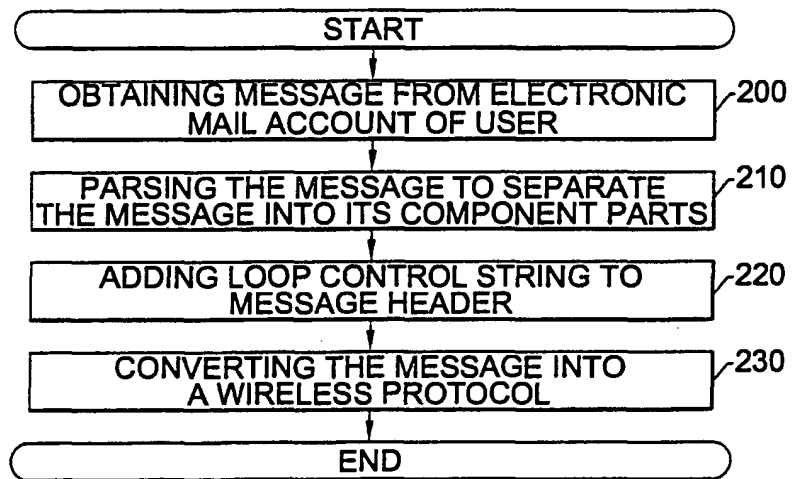 START
OBTAINING MESSAGE FROM ELECTRONIC
MAIL ACCOUNT OF USER
200
PARSING THE MESSAGE TO SEPARATE
THE MESSAGE INTO ITS COMPONENT PARTS
210
ADDING LOOP CONTROL STRING TO
MESSAGE HEADER
220
CONVERTING THE MESSAGE INTO
A WIRELESS PROTOCOL
230
END